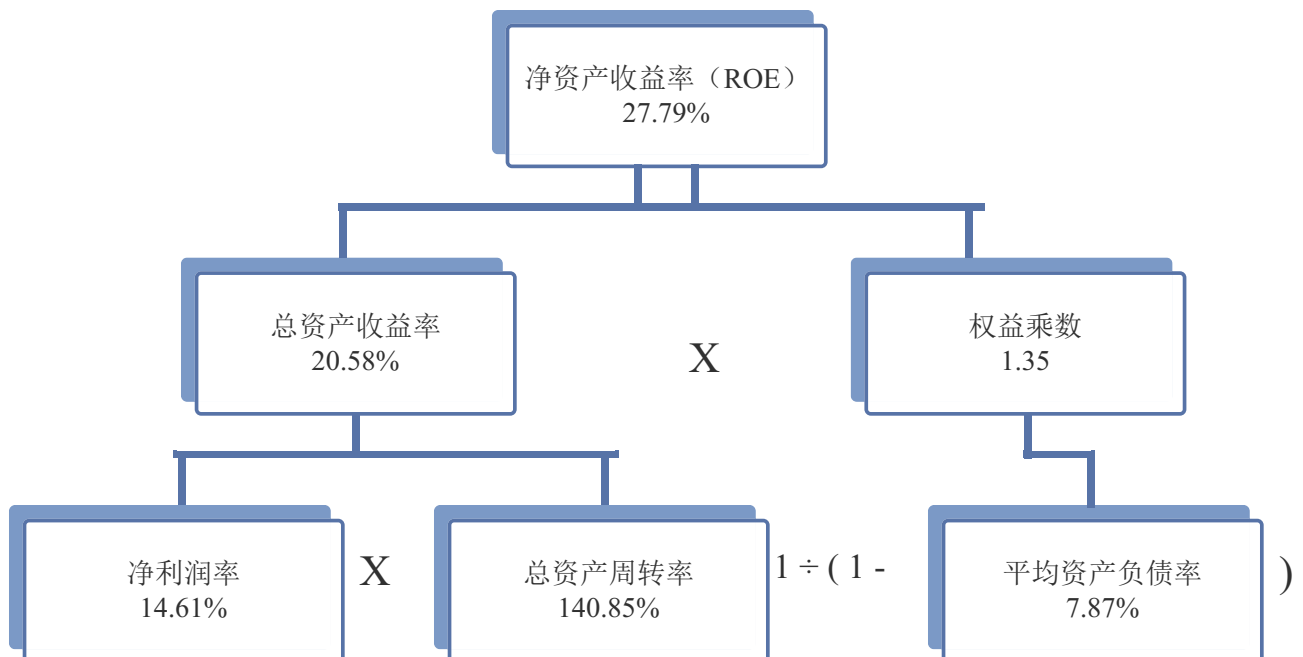 净资产收益率（ROE）
27.79%
总资产收益率
20.58%
X
权益乘数
1.35
净利润率
14.61%
X
总资产周转率
140.85%
1 ÷ ( 1 -
平均资产负债率
7.87%
)